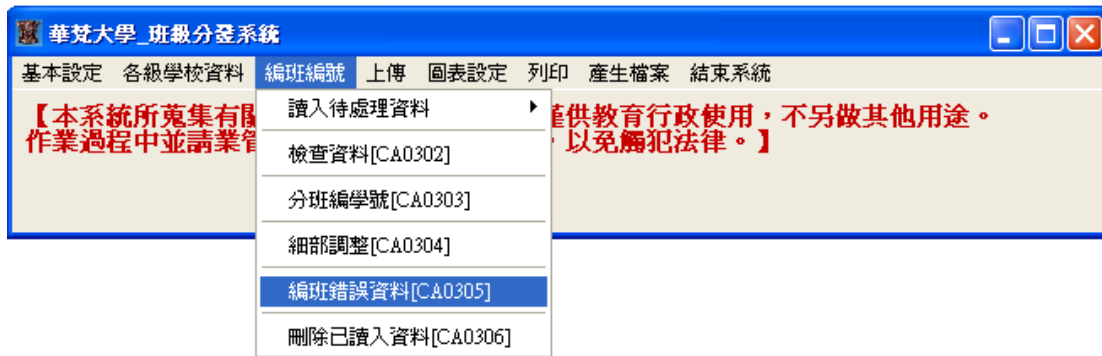 華梵大學_班級分發系統
基本設定 各級學校資料 編班編號 上傳 圖表設定 列印 產生檔案 結束系統
【本系統所蒐集有 僅供教育行政使用，不另做其他用途。
作業過程中並請業管 ，以免觸犯法律。】
讀入待處理資料
檢查資料[CA0302]
分班編學號[CA0303]
細部調整[CA0304]
編班錯誤資料[CA0305]
刪除已讀入資料[CA0306]